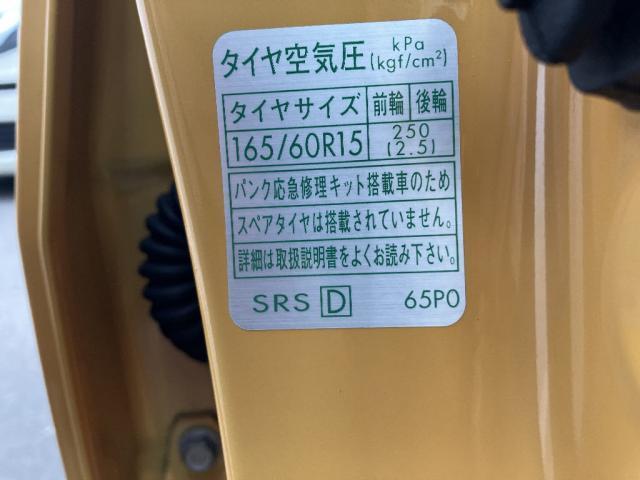 タイヤ空気圧 kPa (kgf/cm²)
タイヤサイズ 前輪 後輪
165/60R15 250 (2.5)
パンク応急修理キット搭載車のため
スペアタイヤは搭載されていません。
詳細は取扱説明書をよくお読み下さい。
SRS D 65P0